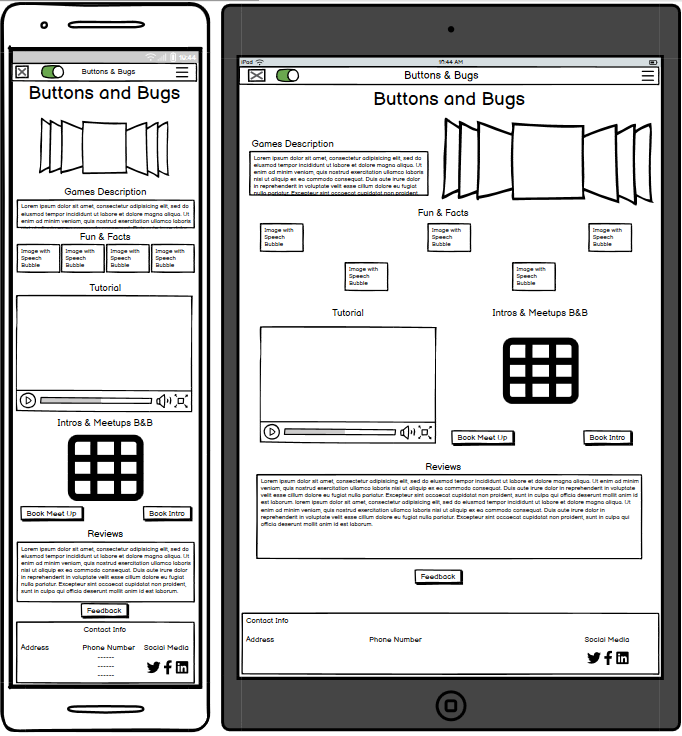 12:44
Buttons & Bugs
Buttons and Bugs
Games Description
Lorem ipsum dolor sit amet, consectetur adipisicing elit, sed do
eiusmod tempor incididunt ut labore et dolore magna aliqua. Ut
enim ad minim veniam, quis nostrud exercitation ullamco laboris
Fun & Facts
Image with
Speech
Bubble
Image with
Speech
Bubble
Image with
Speech
Bubble
Image with
Speech
Bubble
Tutorial
Intros & Meetups B&B
Book Meet Up
Book Intro
Reviews
Lorem ipsum dolor sit amet, consectetur adipisicing elit, sed do
eiusmod tempor incididunt ut labore et dolore magna aliqua. Ut
enim ad minim veniam, quis nostrud exercitation ullamco laboris
nisi ut aliquip ex ea commodo consequat. Duis aute irure dolor
in reprehenderit in voluptate velit esse cillum dolore eu fugiat
nulla pariatur. Excepteur sint occaecat cupidatat non proident,
sunt in culpa qui officia deserunt mollit anim id est laborum.
Feedback
Contact Info
Address
Phone Number
Social Media
------
------
------
iPad
11:44 AM
Buttons & Bugs
Buttons and Bugs
Games Description
Lorem ipsum dolor sit amet, consectetur adipisicing elit, sed do
eiusmod tempor incididunt ut labore et dolore magna aliqua. Ut
enim ad minim veniam, quis nostrud exercitation ullamco laboris
nisi ut aliquip ex ea commodo consequat. Duis aute irure dolor
in reprehenderit in voluptate velit esse cillum dolore eu fugiat
nulla pariatur. Excepteur sint occaecat cupidatat non proident,
Fun & Facts
Image with
Speech
Bubble
Image with
Speech
Bubble
Image with
Speech
Bubble
Image with
Speech
Bubble
Image with
Speech
Bubble
Tutorial
Intros & Meetups B&B
Book Meet Up
Book Intro
Reviews
Lorem ipsum dolor sit amet, consectetur adipisicing elit, sed do eiusmod tempor incididunt ut labore et dolore magna aliqua. Ut enim ad minim
veniam, quis nostrud exercitation ullamco laboris nisi ut aliquip ex ea commodo consequat. Duis aute irure dolor in reprehenderit in voluptate
velit esse cillum dolore eu fugiat nulla pariatur. Excepteur sint occaecat cupidatat non proident, sunt in culpa qui officia deserunt mollit anim id
est laborum. lorem ipsum dolor sit amet, consectetur adipisicing elit, sed do eiusmod tempor incididunt ut labore et dolore magna aliqua. Ut
enim ad minim veniam, quis nostrud exercitation ullamco laboris nisi ut aliquip ex ea commodo consequat. Duis aute irure dolor in
reprehenderit in voluptate velit esse cillum dolore eu fugiat nulla pariatur. Excepteur sint occaecat cupidatat non proident, sunt in culpa qui
officia deserunt mollit anim id est laborum.
Feedback
Contact Info
Address
Phone Number
Social Media